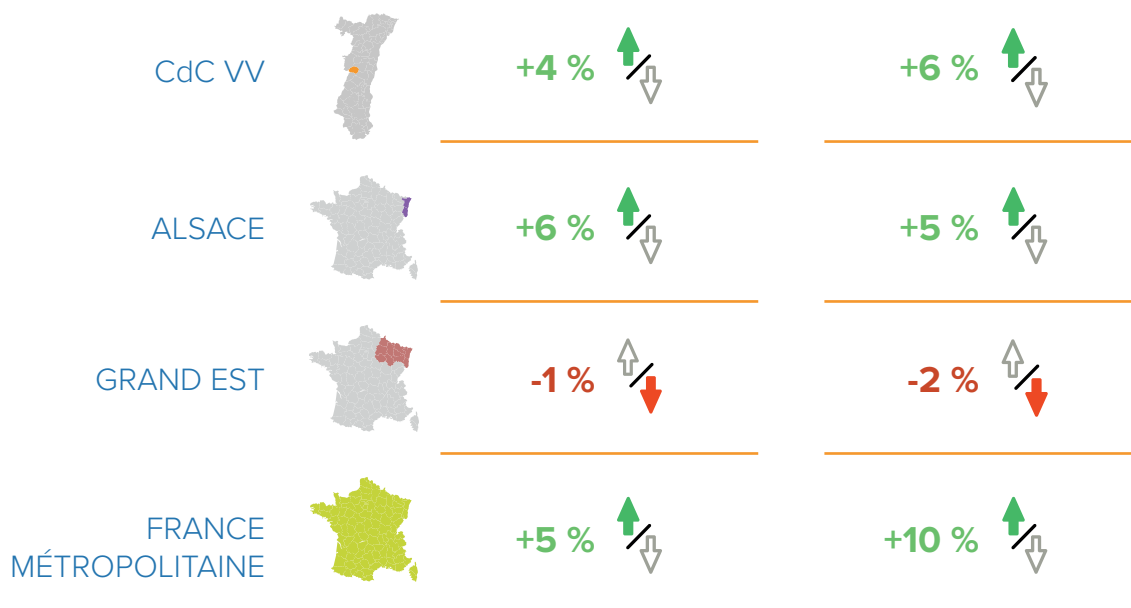 CdC VV
+4 %
+6 %
ALSACE
+6 %
+5 %
GRAND EST
-1 %
-2 %
FRANCE
MÉTROPOLITAINE
+5 %
+10 %